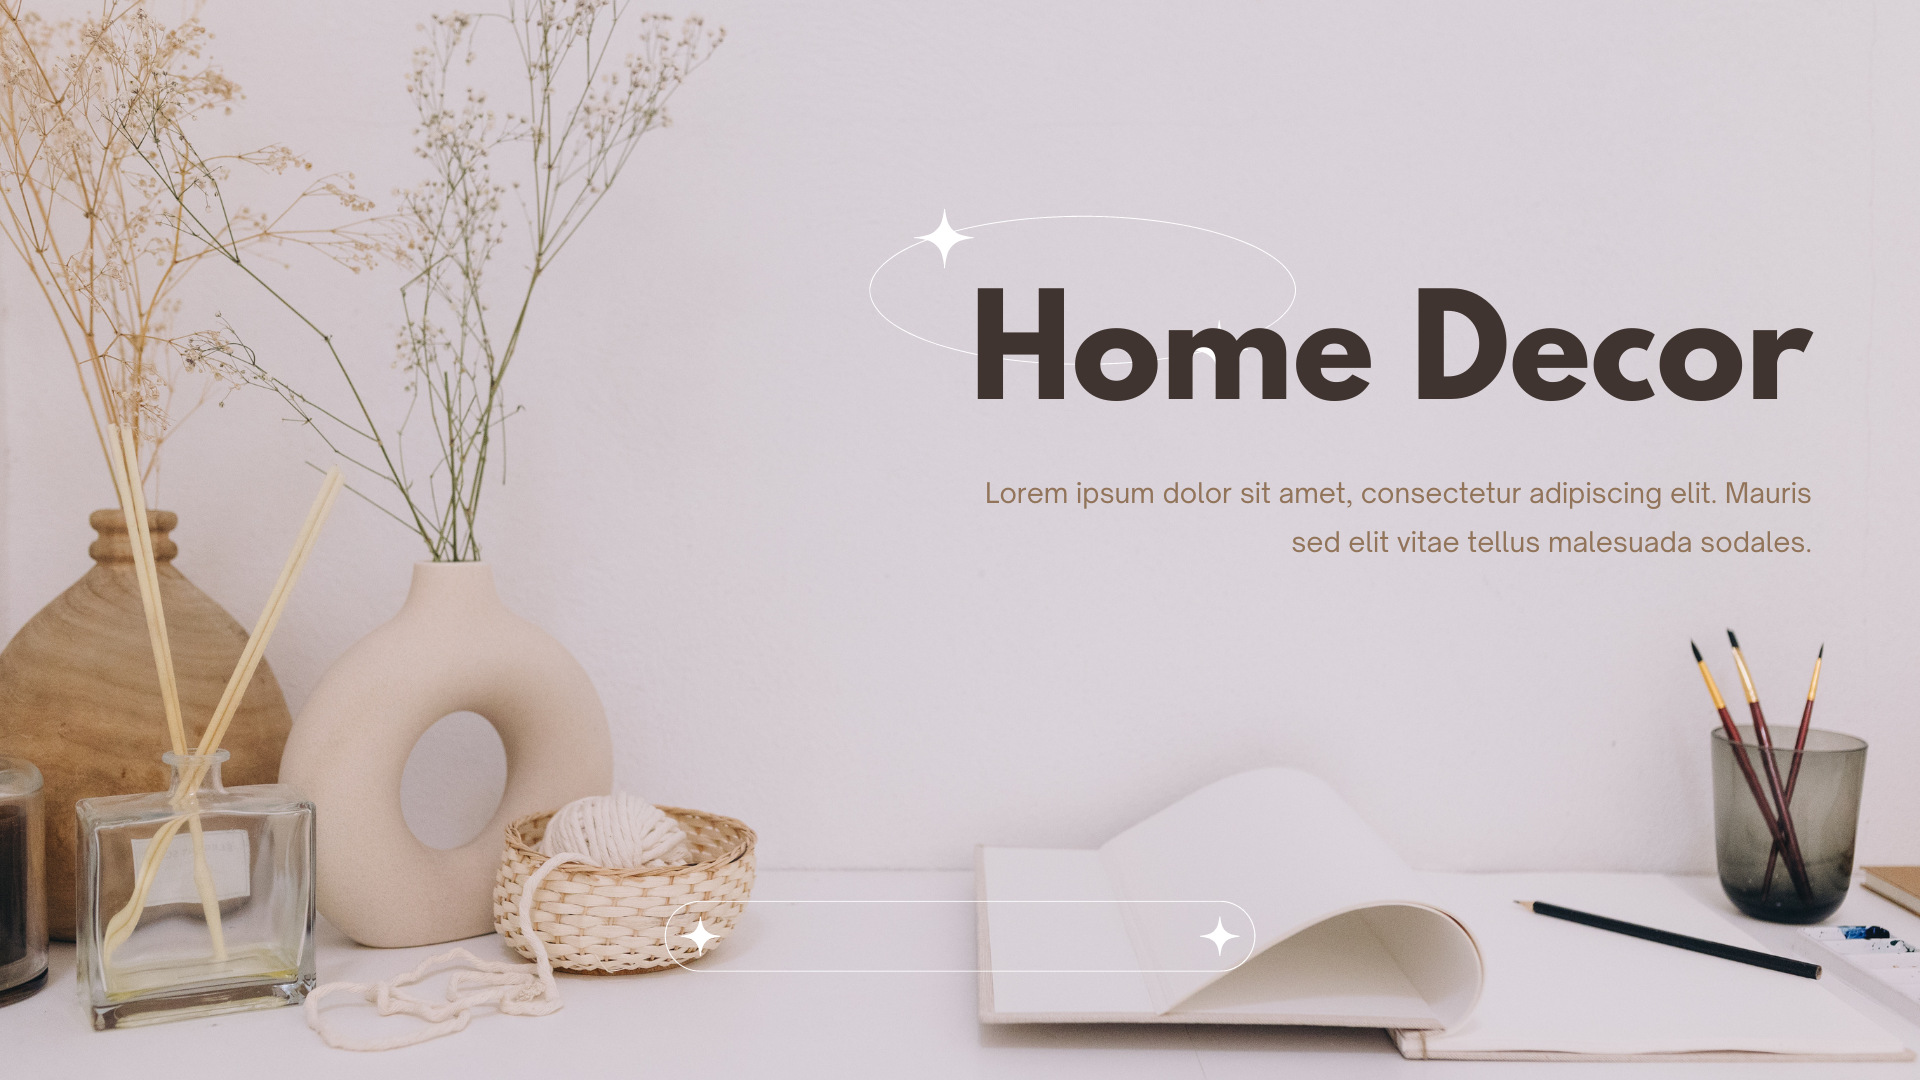 Home Decor
Lorem ipsum dolor sit amet, consectetur adipiscing elit. Mauris
sed elit vitae tellus malesuada sodales.